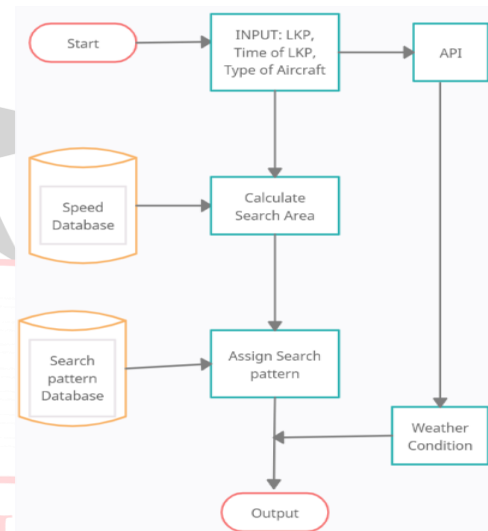 Start
INPUT: LKP,
Time of LKP,
Type of Aircraft
API
Speed
Database
Calculate
Search Area
Search
pattern
Database
Assign Search
pattern
Weather
Condition
Output